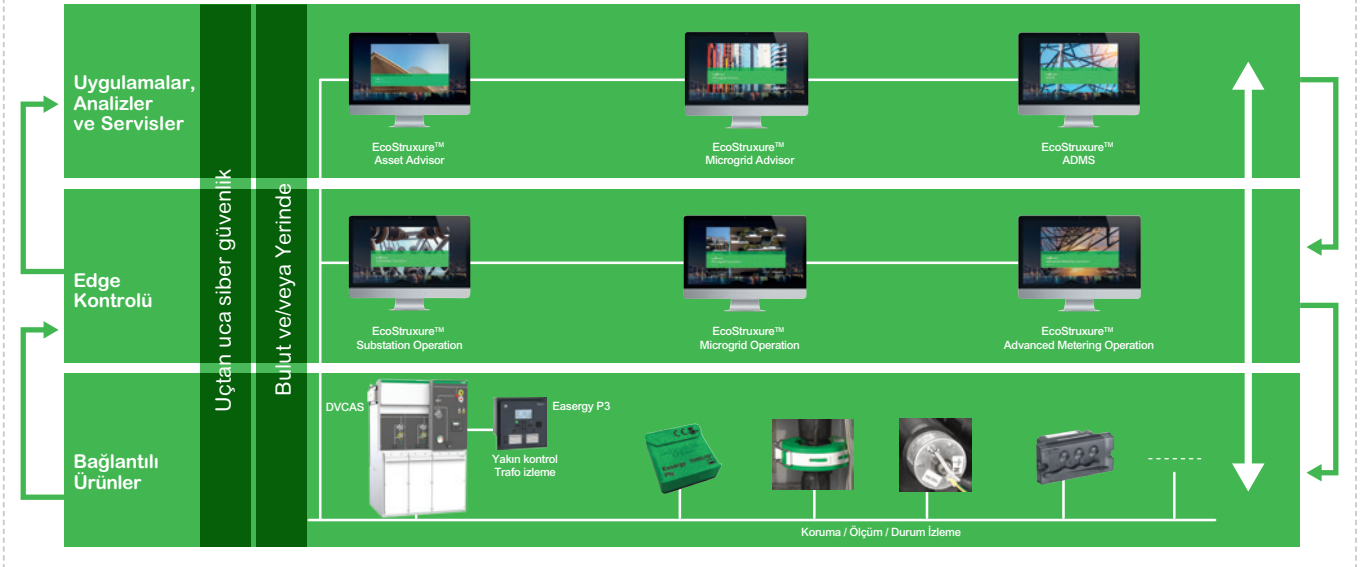 Uygulamalar,
Analizler
ve Servisler
EcoStruxure™
Asset Advisor
EcoStruxure™
Microgrid Advisor
EcoStruxure™
ADMS
Uçtan uca siber güvenlik
Bulut ve/veya Yerinde
Edge
Kontrolü
EcoStruxure™
Substation Operation
EcoStruxure™
Microgrid Operation
EcoStruxure™
Advanced Metering Operation
Bağlantılı
Ürünler
DVCAS
Easergy P3
Yakın kontrol
Trafo izleme
Koruma / Ölçüm / Durum İzleme